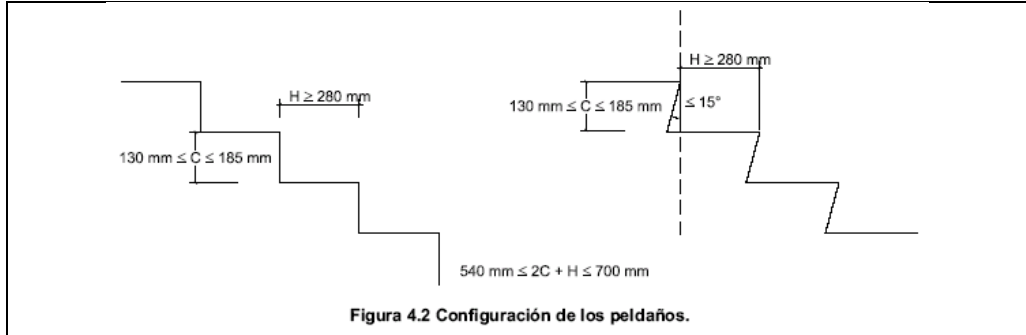 H ≥ 280 mm
H ≥ 280 mm
130 mm ≤ C ≤ 185 mm
≤ 15°
130 mm ≤ C ≤ 185 mm
540 mm ≤ 2C + H ≤ 700 mm
Figura 4.2 Configuración de los peldaños.